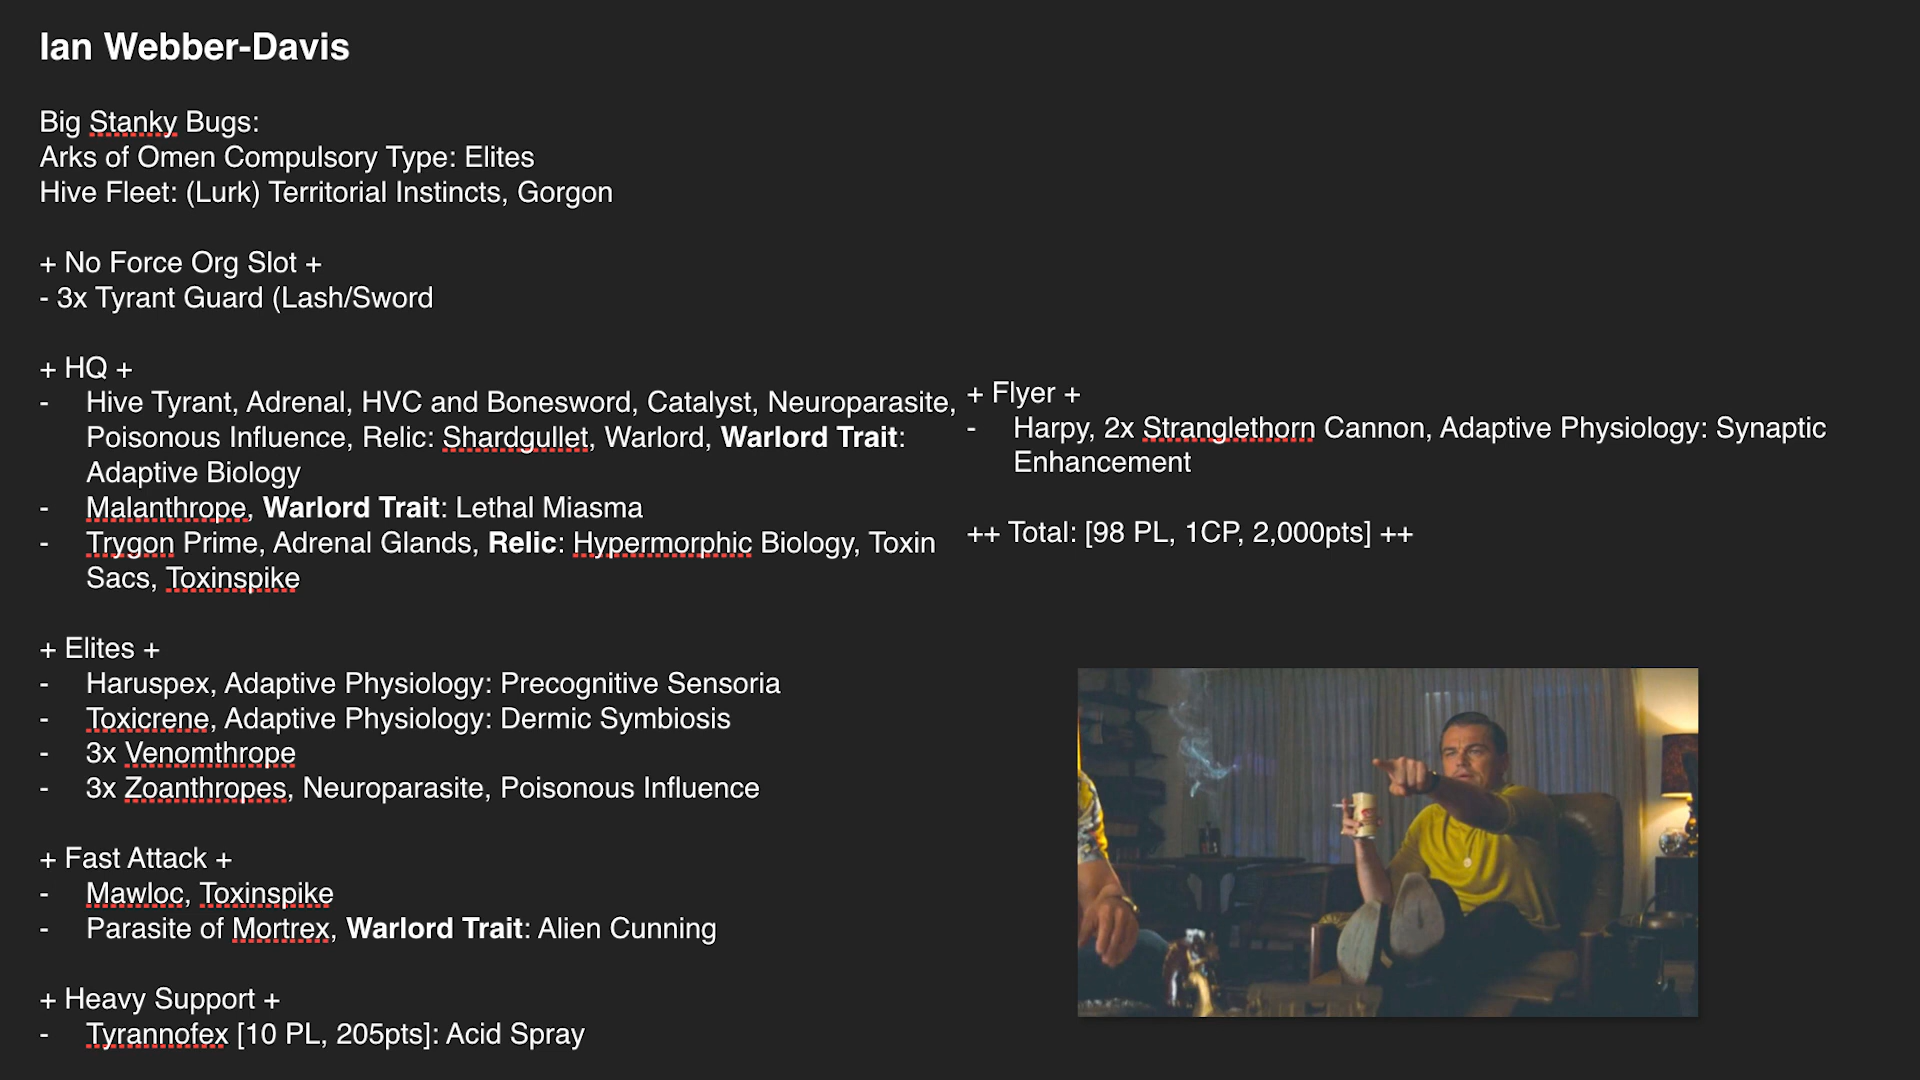 Ian Webber-Davis
Big Stanky Bugs:
Arks of Omen Compulsory Type: Elites
Hive Fleet: (Lurk) Territorial Instincts, Gorgon
+ No Force Org Slot +
- 3x Tyrant Guard (Lash/Sword
+ HQ +
- Hive Tyrant, Adrenal, HVC and Bonesword, Catalyst, Neuroparasite,
Poisonous Influence, Relic: Shardgullet, Warlord, Warlord Trait:
Adaptive Biology
- Malanthrope, Warlord Trait: Lethal Miasma
- Trygon Prime, Adrenal Glands, Relic: Hypermorphic Biology, Toxin
Sacs, Toxinspike
+ Elites +
- Haruspex, Adaptive Physiology: Precognitive Sensoria
- Toxicrene, Adaptive Physiology: Dermic Symbiosis
- 3x Venomthrope
- 3x Zoanthropes, Neuroparasite, Poisonous Influence
+ Fast Attack +
- Mawloc, Toxinspike
- Parasite of Mortrex, Warlord Trait: Alien Cunning
+ Heavy Support +
- Tyrannofex [10 PL, 205pts]: Acid Spray
+ Flyer +
- Harpy, 2x Stranglethorn Cannon, Adaptive Physiology: Synaptic
Enhancement
++ Total: [98 PL, 1CP, 2,000pts] ++